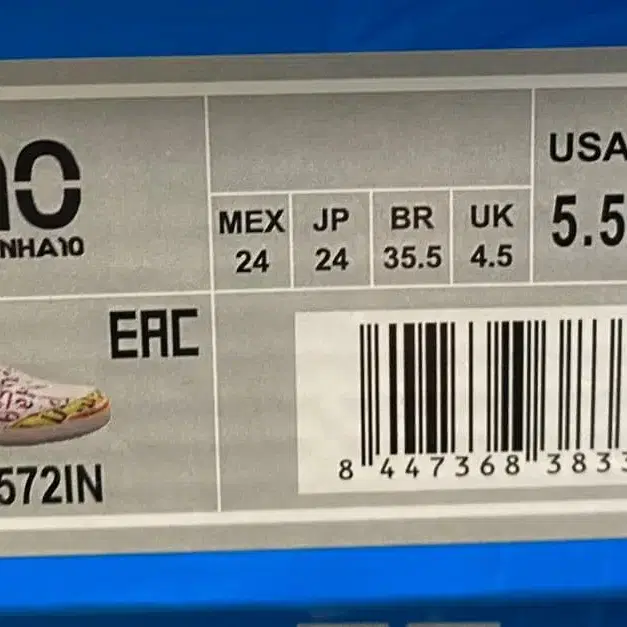 10
NHA10
MEX JP BR UK USA
24 24 35.5 4.5 5.5
EAC
572IN
8 447368 383